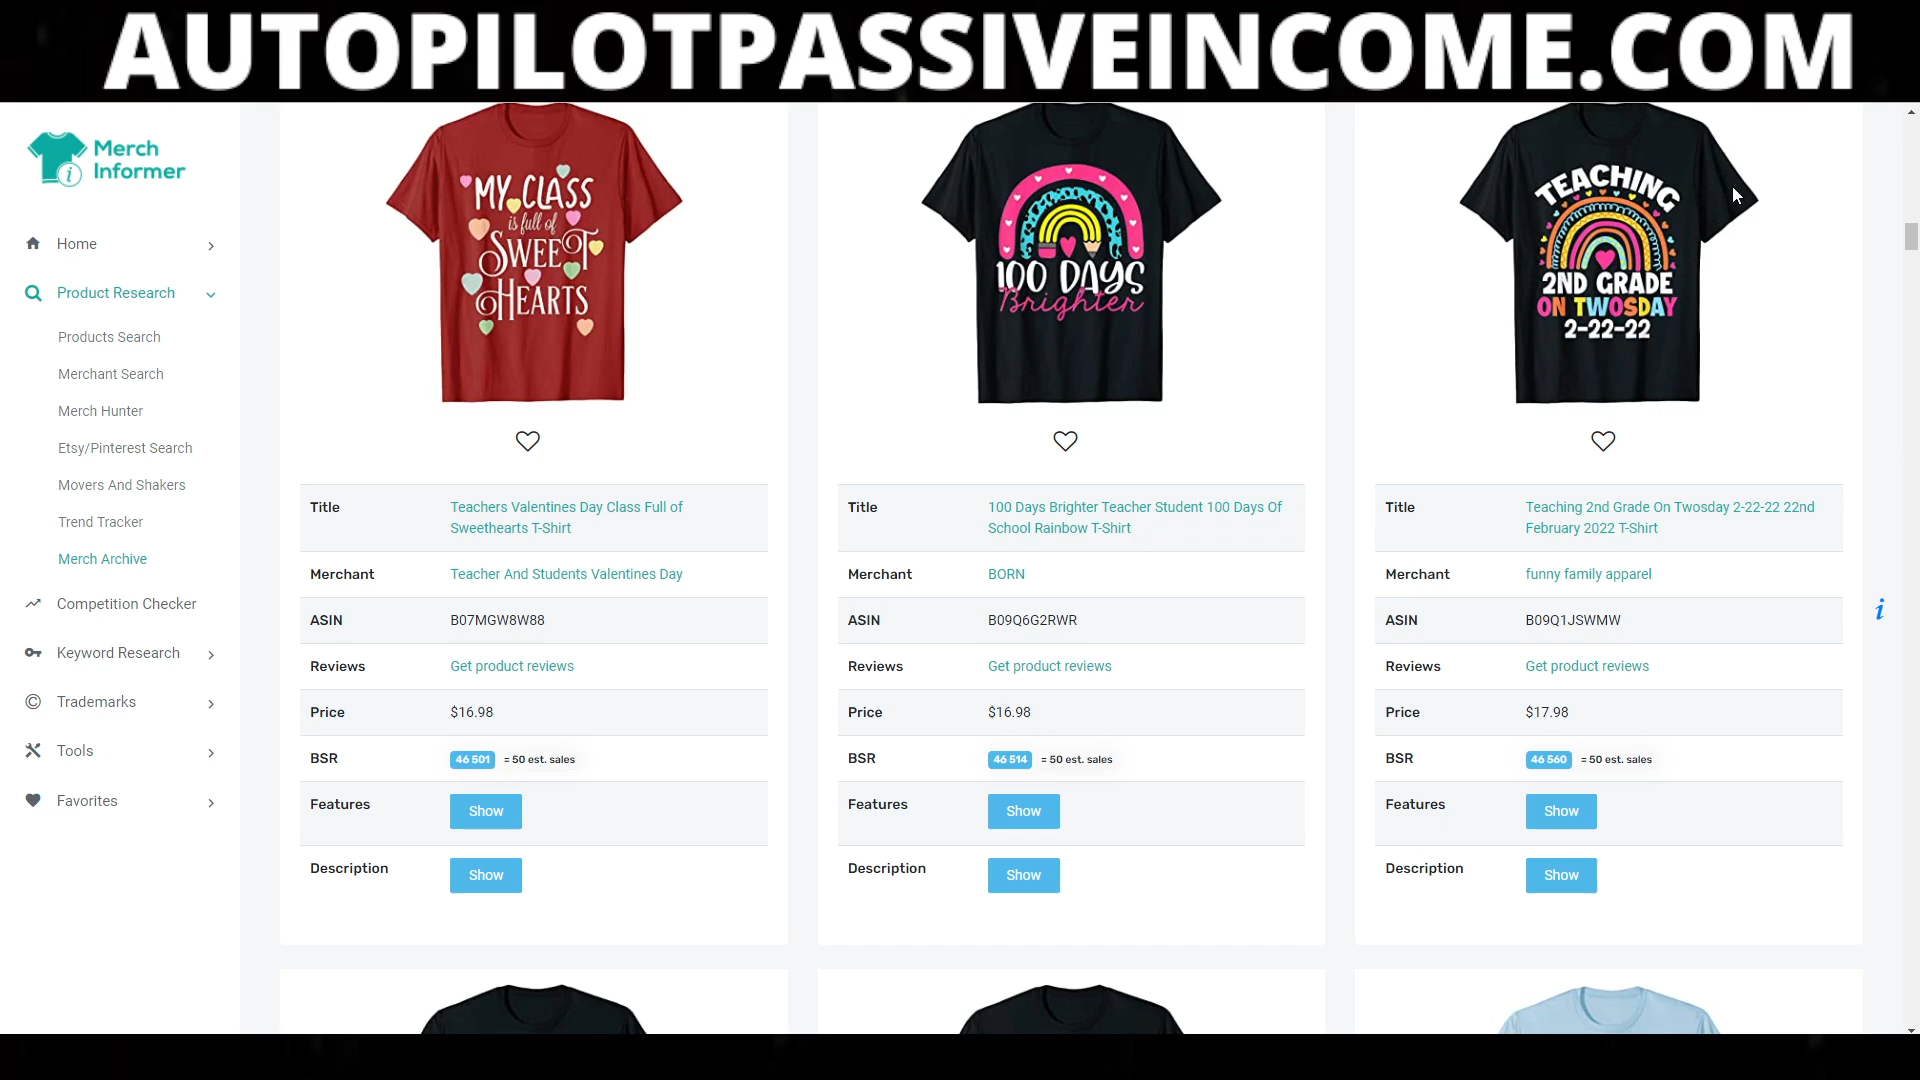 AUTOPILOTPASSIVEINCOME.COM
Merch
Informer
Home
Product Research
Products Search
Merchant Search
Merch Hunter
Etsy/Pinterest Search
Movers And Shakers
Trend Tracker
Merch Archive
Competition Checker
Keyword Research
Trademarks
Tools
Favorites
MY CLASS
is full of
SWEET
HEARTS
Title
Teachers Valentines Day Class Full of
Sweethearts T-Shirt
Merchant
Teacher And Students Valentines Day
ASIN
B07MGW8W88
Reviews
Get product reviews
Price
$16.98
BSR
46 501 = 50 est. sales
Features
Show
Description
Show
100 DAYS
Brighter
Title
100 Days Brighter Teacher Student 100 Days Of
School Rainbow T-Shirt
Merchant
BORN
ASIN
B09Q6G2RWR
Reviews
Get product reviews
Price
$16.98
BSR
46 514 = 50 est. sales
Features
Show
Description
Show
TEACHING
2ND GRADE
ON TWOSDAY
2-22-22
Title
Teaching 2nd Grade On Twosday 2-22-22 22nd
February 2022 T-Shirt
Merchant
funny family apparel
ASIN
B09Q1JSWMW
Reviews
Get product reviews
Price
$17.98
BSR
46 560 = 50 est. sales
Features
Show
Description
Show
i